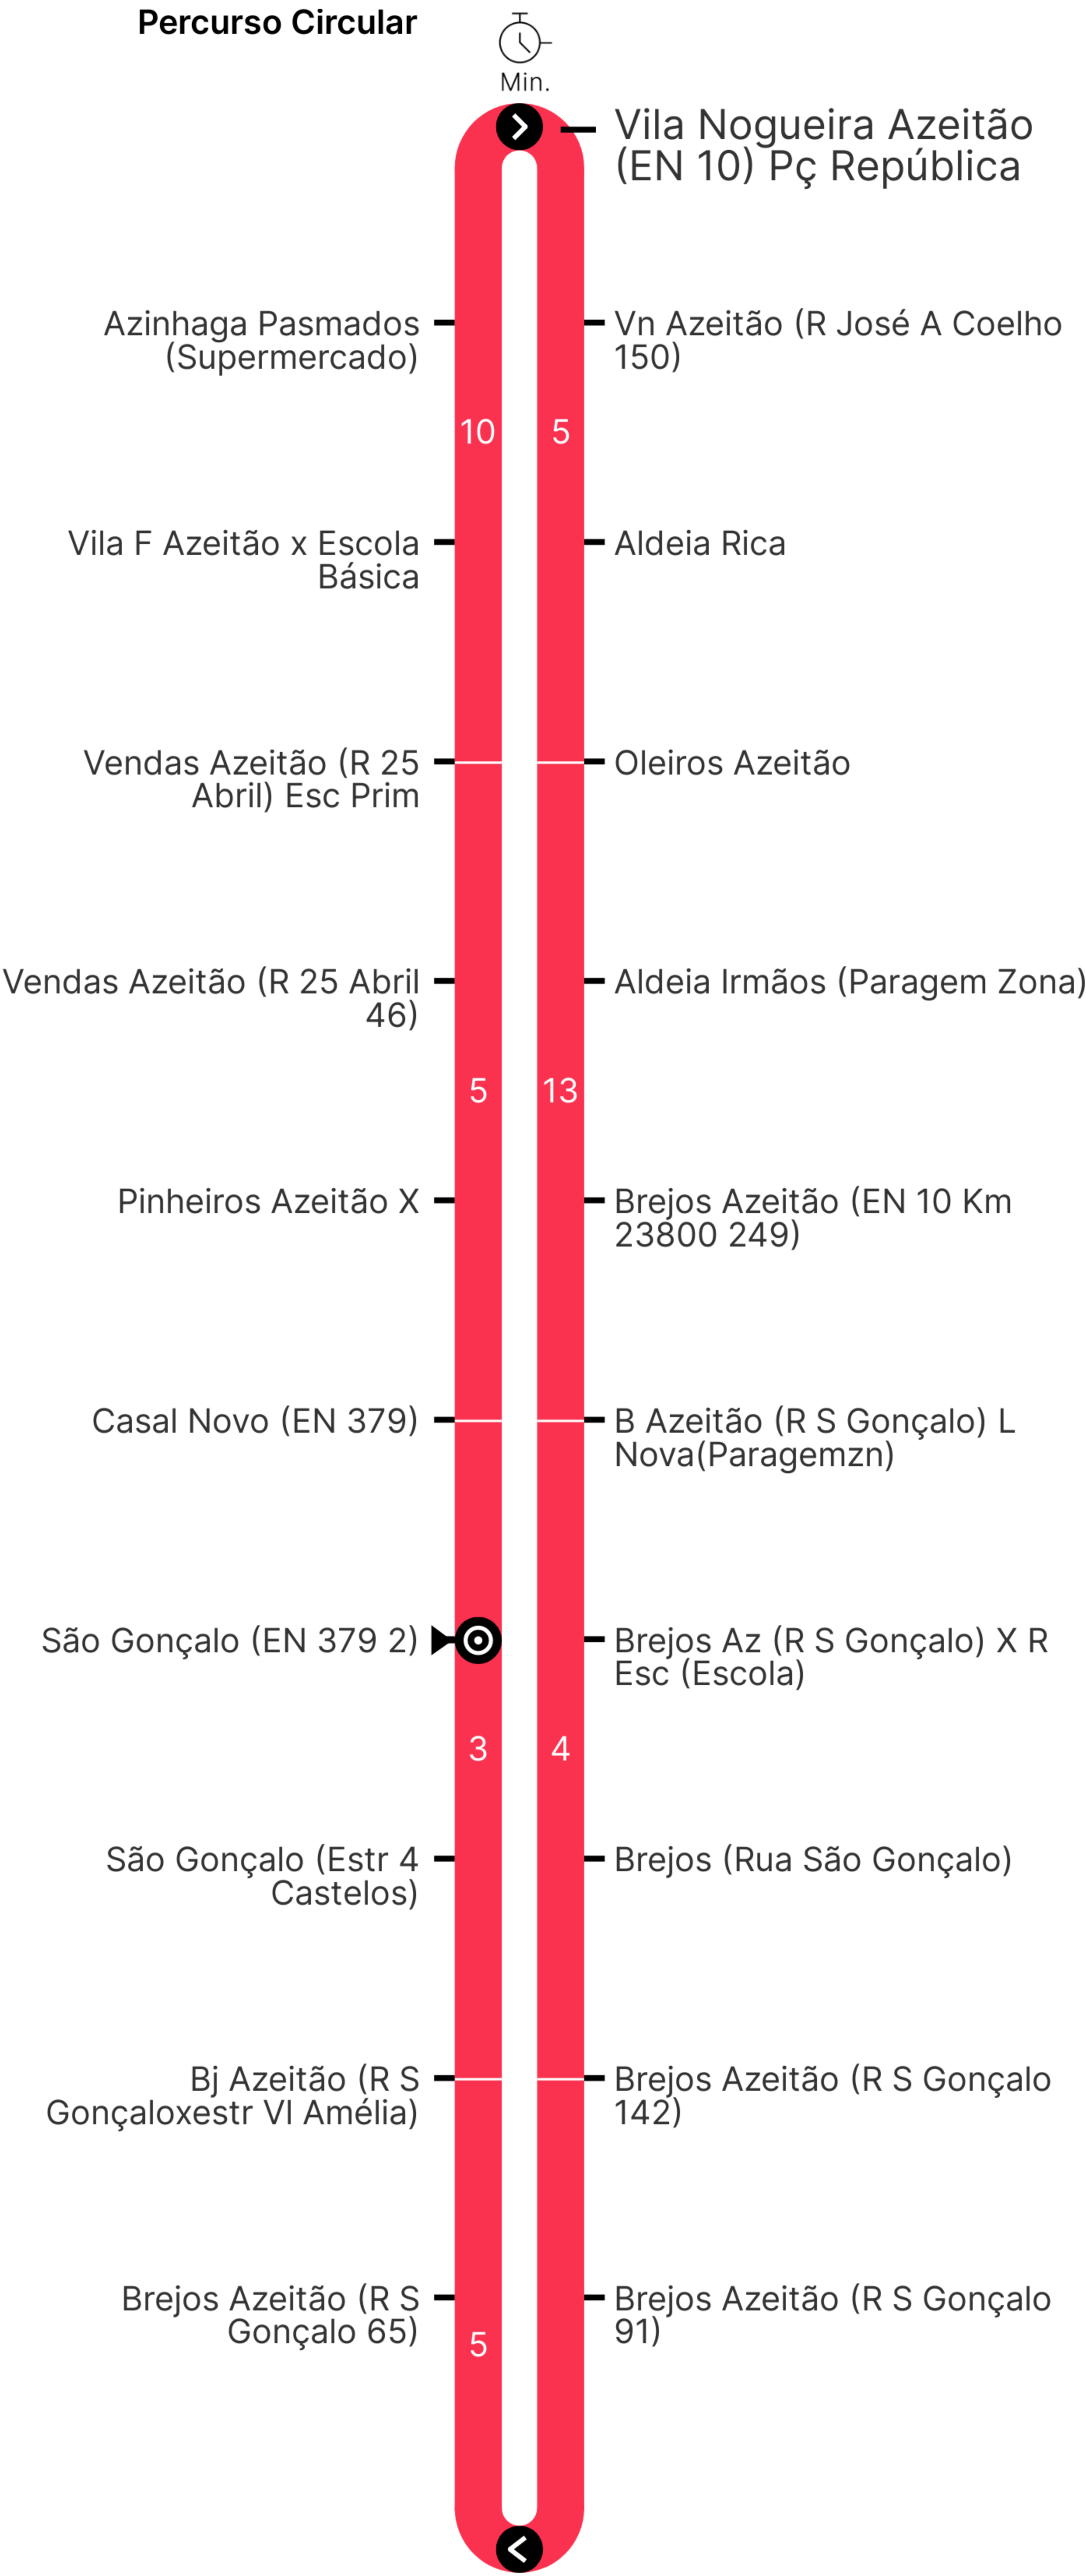 Percurso Circular
Min.
Vila Nogueira Azeitão
(EN 10) Pç República
Azinhaga Pasmados
(Supermercado)
Vn Azeitão (R José A Coelho
150)
10
5
Vila F Azeitão x Escola
Básica
Aldeia Rica
Vendas Azeitão (R 25
Abril) Esc Prim
Oleiros Azeitão
Vendas Azeitão (R 25 Abril
46)
Aldeia Irmãos (Paragem Zona)
5
13
Pinheiros Azeitão X
Brejos Azeitão (EN 10 Km
23800 249)
Casal Novo (EN 379)
B Azeitão (R S Gonçalo) L
Nova(Paragemzn)
São Gonçalo (EN 379 2)
Brejos Az (R S Gonçalo) X R
Esc (Escola)
3
4
São Gonçalo (Estr 4
Castelos)
Brejos (Rua São Gonçalo)
Bj Azeitão (R S
Gonçaloxestr Vl Amélia)
Brejos Azeitão (R S Gonçalo
142)
Brejos Azeitão (R S
Gonçalo 65)
Brejos Azeitão (R S Gonçalo
91)
5